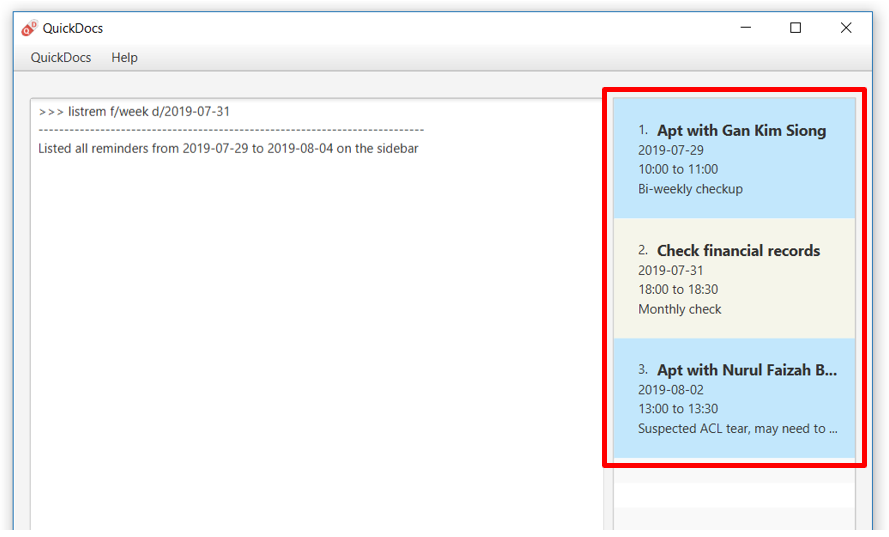 QuickDocs
QuickDocs Help
>>> listrem f/week d/2019-07-31
--------------------------------------------------------------------------
Listed all reminders from 2019-07-29 to 2019-08-04 on the sidebar
1. Apt with Gan Kim Siong
2019-07-29
10:00 to 11:00
Bi-weekly checkup
2. Check financial records
2019-07-31
18:00 to 18:30
Monthly check
3. Apt with Nurul Faizah B...
2019-08-02
13:00 to 13:30
Suspected ACL tear, may need to ...